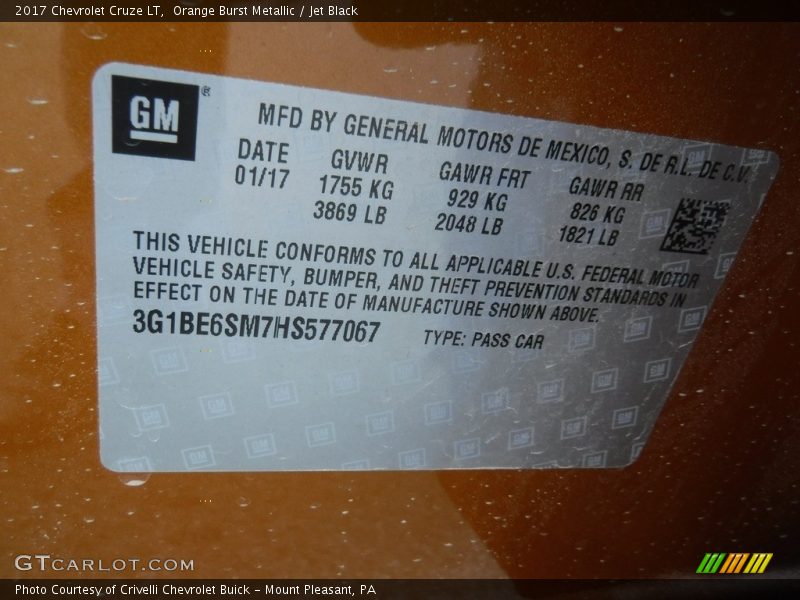 2017 Chevrolet Cruze LT, Orange Burst Metallic / Jet Black
GM ®
MFD BY GENERAL MOTORS DE MEXICO, S. DE R.L. DE C.V.
DATE GVWR GAWR FRT GAWR RR
01/17 1755 KG 929 KG 826 KG
3869 LB 2048 LB 1821 LB
THIS VEHICLE CONFORMS TO ALL APPLICABLE U.S. FEDERAL MOTOR
VEHICLE SAFETY, BUMPER, AND THEFT PREVENTION STANDARDS IN
EFFECT ON THE DATE OF MANUFACTURE SHOWN ABOVE.
3G1BE6SM7HS577067 TYPE: PASS CAR
GTCARLOT.COM
Photo Courtesy of Crivelli Chevrolet Buick – Mount Pleasant, PA